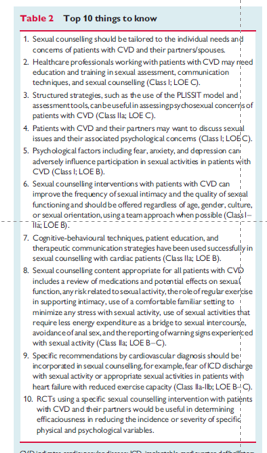 Table 2 Top 10 things to know
1. Sexual counselling should be tailored to the individual needs and
concerns of patients with CVD and their partners/spouses.
2. Healthcare professionals working with patients with CVD may need
education and training in sexual assessment, communication
techniques, and sexual counselling (Class I; LOE C).
3. Structured strategies, such as the use of the PLISSIT model and
assessment tools, can be useful in assessing psychosexual concerns of
patients with CVD (Class IIa; LOE C).
4. Patients with CVD and their partners may want to discuss sexual
issues and their associated psychological concerns (Class I; LOE C).
5. Psychological factors including fear, anxiety, and depression can
adversely influence participation in sexual activities in patients with
CVD (Class I; LOE B).
6. Sexual counselling interventions with patients with CVD can
improve the frequency of sexual intimacy and the quality of sexual
functioning and should be offered regardless of age, gender, culture,
or sexual orientation, using a team approach when possible (Class I–
IIa; LOE B).
7. Cognitive-behavioural techniques, patient education, and
therapeutic communication strategies have been used successfully in
sexual counselling with cardiac patients (Class IIa; LOE B).
8. Sexual counselling content appropriate for all patients with CVD
includes a review of medications and potential effects on sexual
function, any risk related to sexual activity, the role of regular exercise
in supporting intimacy, use of a comfortable familiar setting to
minimize any stress with sexual activity, use of sexual activities that
require less energy expenditure as a bridge to sexual intercourse,
avoidance of anal sex, and the reporting of warning signs experienced
with sexual activity (Class IIa; LOE B–C).
9. Specific recommendations by cardiovascular diagnosis should be
incorporated in sexual counselling, for example, fear of ICD discharge
with sexual activity or appropriate sexual activities in patients with
heart failure with reduced exercise capacity (Class IIa-IIb; LOE B–C).
10. RCTs using a specific sexual counselling intervention with patients
with CVD and their partners would be useful in determining
efficaciousness in reducing the incidence or severity of specific
physical and psychological variables.